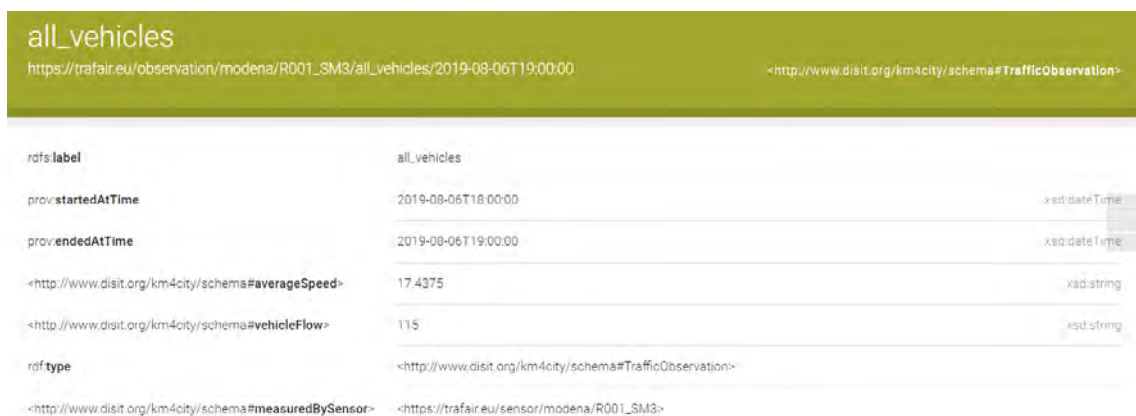 all_vehicles
https://trafair.eu/observation/modena/R001_SM3/all_vehicles/2019-08-06T19:00:00 <http://www.disit.org/km4city/schema#TrafficObservation>
rdfs:label all_vehicles
prov:startedAtTime 2019-08-06T18:00:00 xsd:dateTime
prov:endedAtTime 2019-08-06T19:00:00 xsd:dateTime
<http://www.disit.org/km4city/schema#averageSpeed> 17.4375 xsd:string
<http://www.disit.org/km4city/schema#vehicleFlow> 115 xsd:string
rdf:type <http://www.disit.org/km4city/schema#TrafficObservation>
<http://www.disit.org/km4city/schema#measuredBySensor> <https://trafair.eu/sensor/modena/R001_SM3>